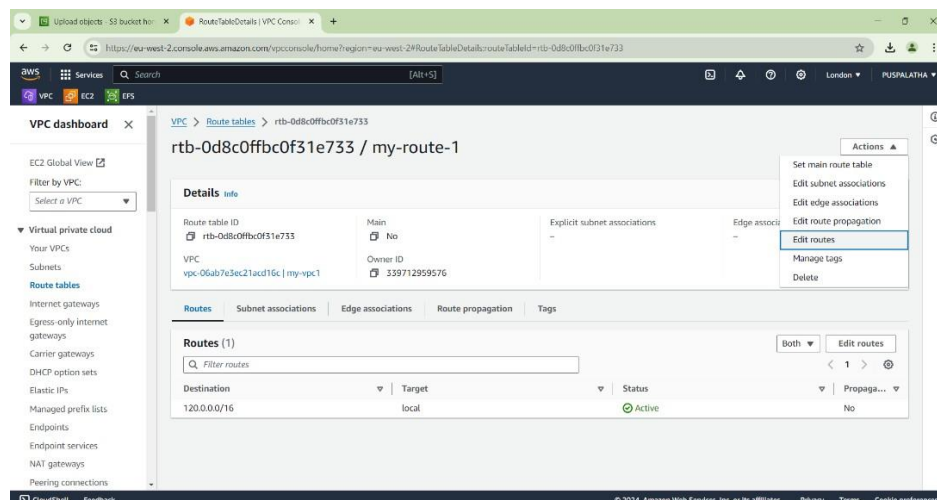 Upload objects - S3 bucket hor
RouteTableDetails | VPC Consol
https://eu-west-2.console.aws.amazon.com/vpcconsole/home?region=eu-west-2#RouteTableDetails:routeTableId=rtb-0d8c0ffbc0f31e733
aws Services Search [Alt+S] London PUSPALATHA
VPC EC2 EFS
VPC dashboard
EC2 Global View
Filter by VPC:
Select a VPC
Virtual private cloud
Your VPCs
Subnets
Route tables
Internet gateways
Egress-only internet
gateways
Carrier gateways
DHCP option sets
Elastic IPs
Managed prefix lists
Endpoints
Endpoint services
NAT gateways
Peering connections
VPC > Route tables > rtb-0d8c0ffbc0f31e733
rtb-0d8c0ffbc0f31e733 / my-route-1
Actions
Set main route table
Edit subnet associations
Edit edge associations
Edit route propagation
Edit routes
Manage tags
Delete
Details Info
Route table ID
rtb-0d8c0ffbc0f31e733
Main
No
Explicit subnet associations
–
Edge associa
–
VPC
vpc-06ab7e3ec21acd16c | my-vpc1
Owner ID
339712959576
Routes Subnet associations Edge associations Route propagation Tags
Routes (1)
Both Edit routes
Filter routes
1
Destination Target Status Propaga...
120.0.0.0/16 local Active No
CloudShell Feedback © 2024, Amazon Web Services, Inc. or its affiliates. Privacy Terms Cookie preferences